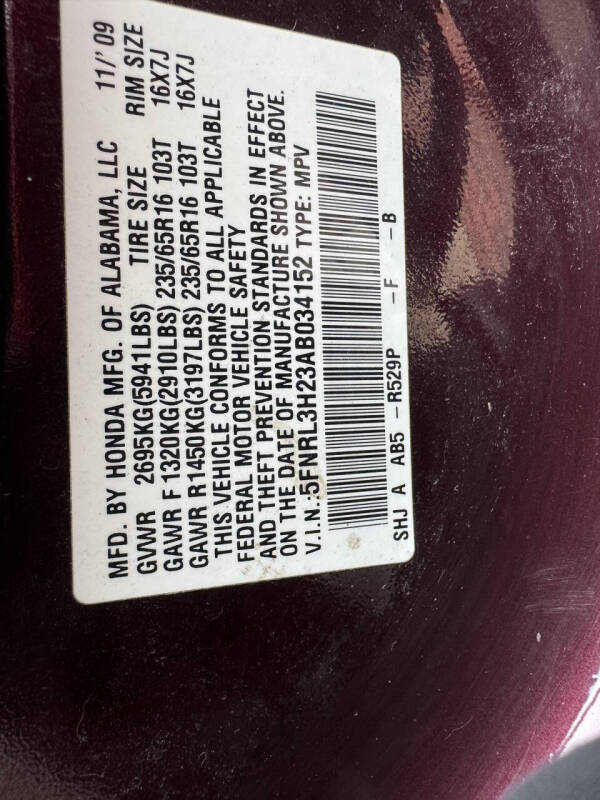 MFD. BY HONDA MFG. OF ALABAMA, LLC 11/'09
GVWR 2695KG(5941LBS) TIRE SIZE RIM SIZE
GAWR F 1320KG(2910LBS) 235/65R16 103T 16X7J
GAWR R 1450KG(3197LBS) 235/65R16 103T 16X7J
THIS VEHICLE CONFORMS TO ALL APPLICABLE
FEDERAL MOTOR VEHICLE SAFETY
AND THEFT PREVENTION STANDARDS IN EFFECT
ON THE DATE OF MANUFACTURE SHOWN ABOVE.
V.I.N.:5FNRL3H23AB034152 TYPE: MPV
SHJ A AB5 -R529P -F -B